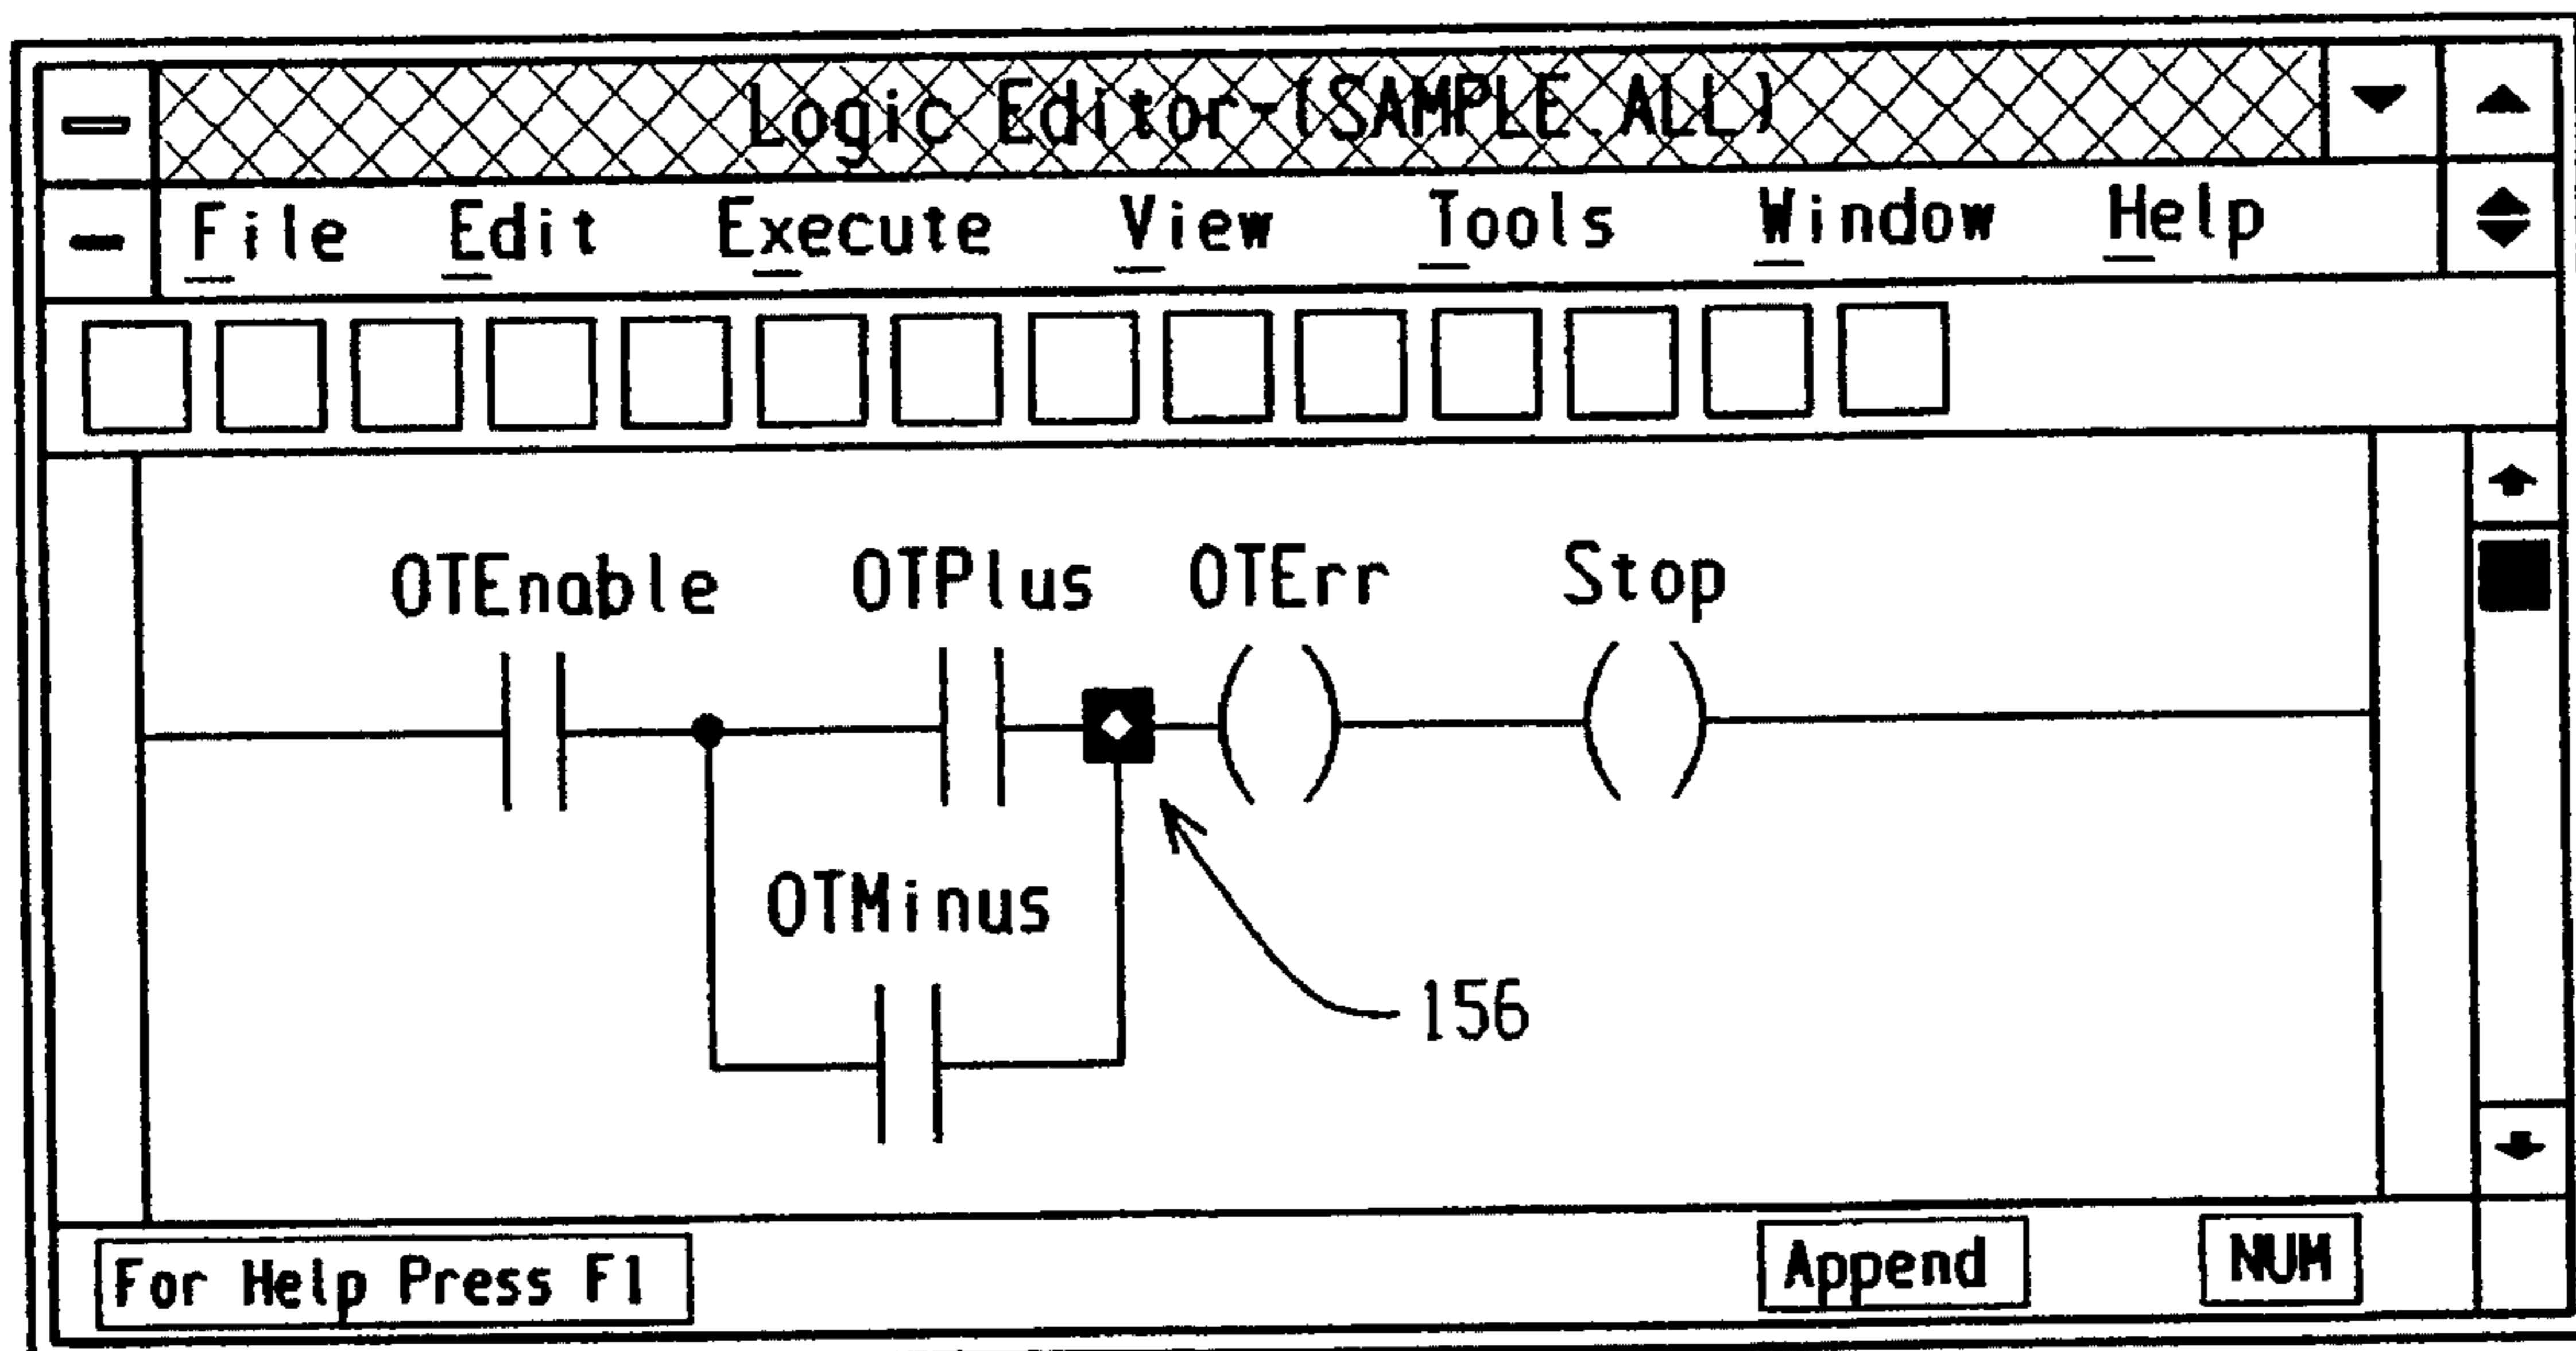 Logic Editor-(SAMPLE.ALL)
File Edit Execute View Tools Window Help
OTEnable OTPlus OTErr Stop
OTMinus
156
For Help Press F1 Append NUM